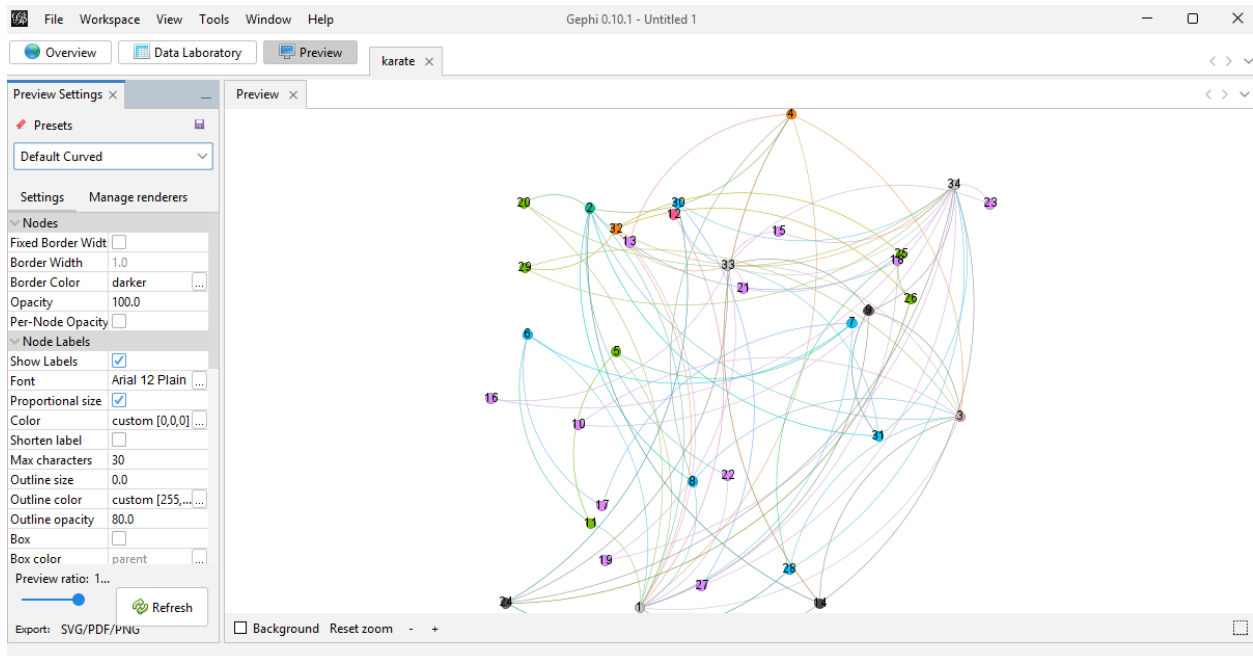 File Workspace View Tools Window Help Gephi 0.10.1 - Untitled 1
Overview Data Laboratory Preview karate
Preview Settings
Presets
Default Curved
Settings Manage renderers
Nodes
Fixed Border Widt
Border Width 1.0
Border Color darker ...
Opacity 100.0
Per-Node Opacity
Node Labels
Show Labels
Font Arial 12 Plain ...
Proportional size
Color custom [0,0,0] ...
Shorten label
Max characters 30
Outline size 0.0
Outline color custom [255,... ...
Outline opacity 80.0
Box
Box color parent ...
Preview ratio: 1...
Refresh
Export: SVG/PDF/PNG
Preview
4
34
20 2 30 23
12
32 15
13
33 25
29 18
21
26
9
6 7
5
16
3
10
31
22
8
17
11
19
28
27
24 1 14
Background Reset zoom - +